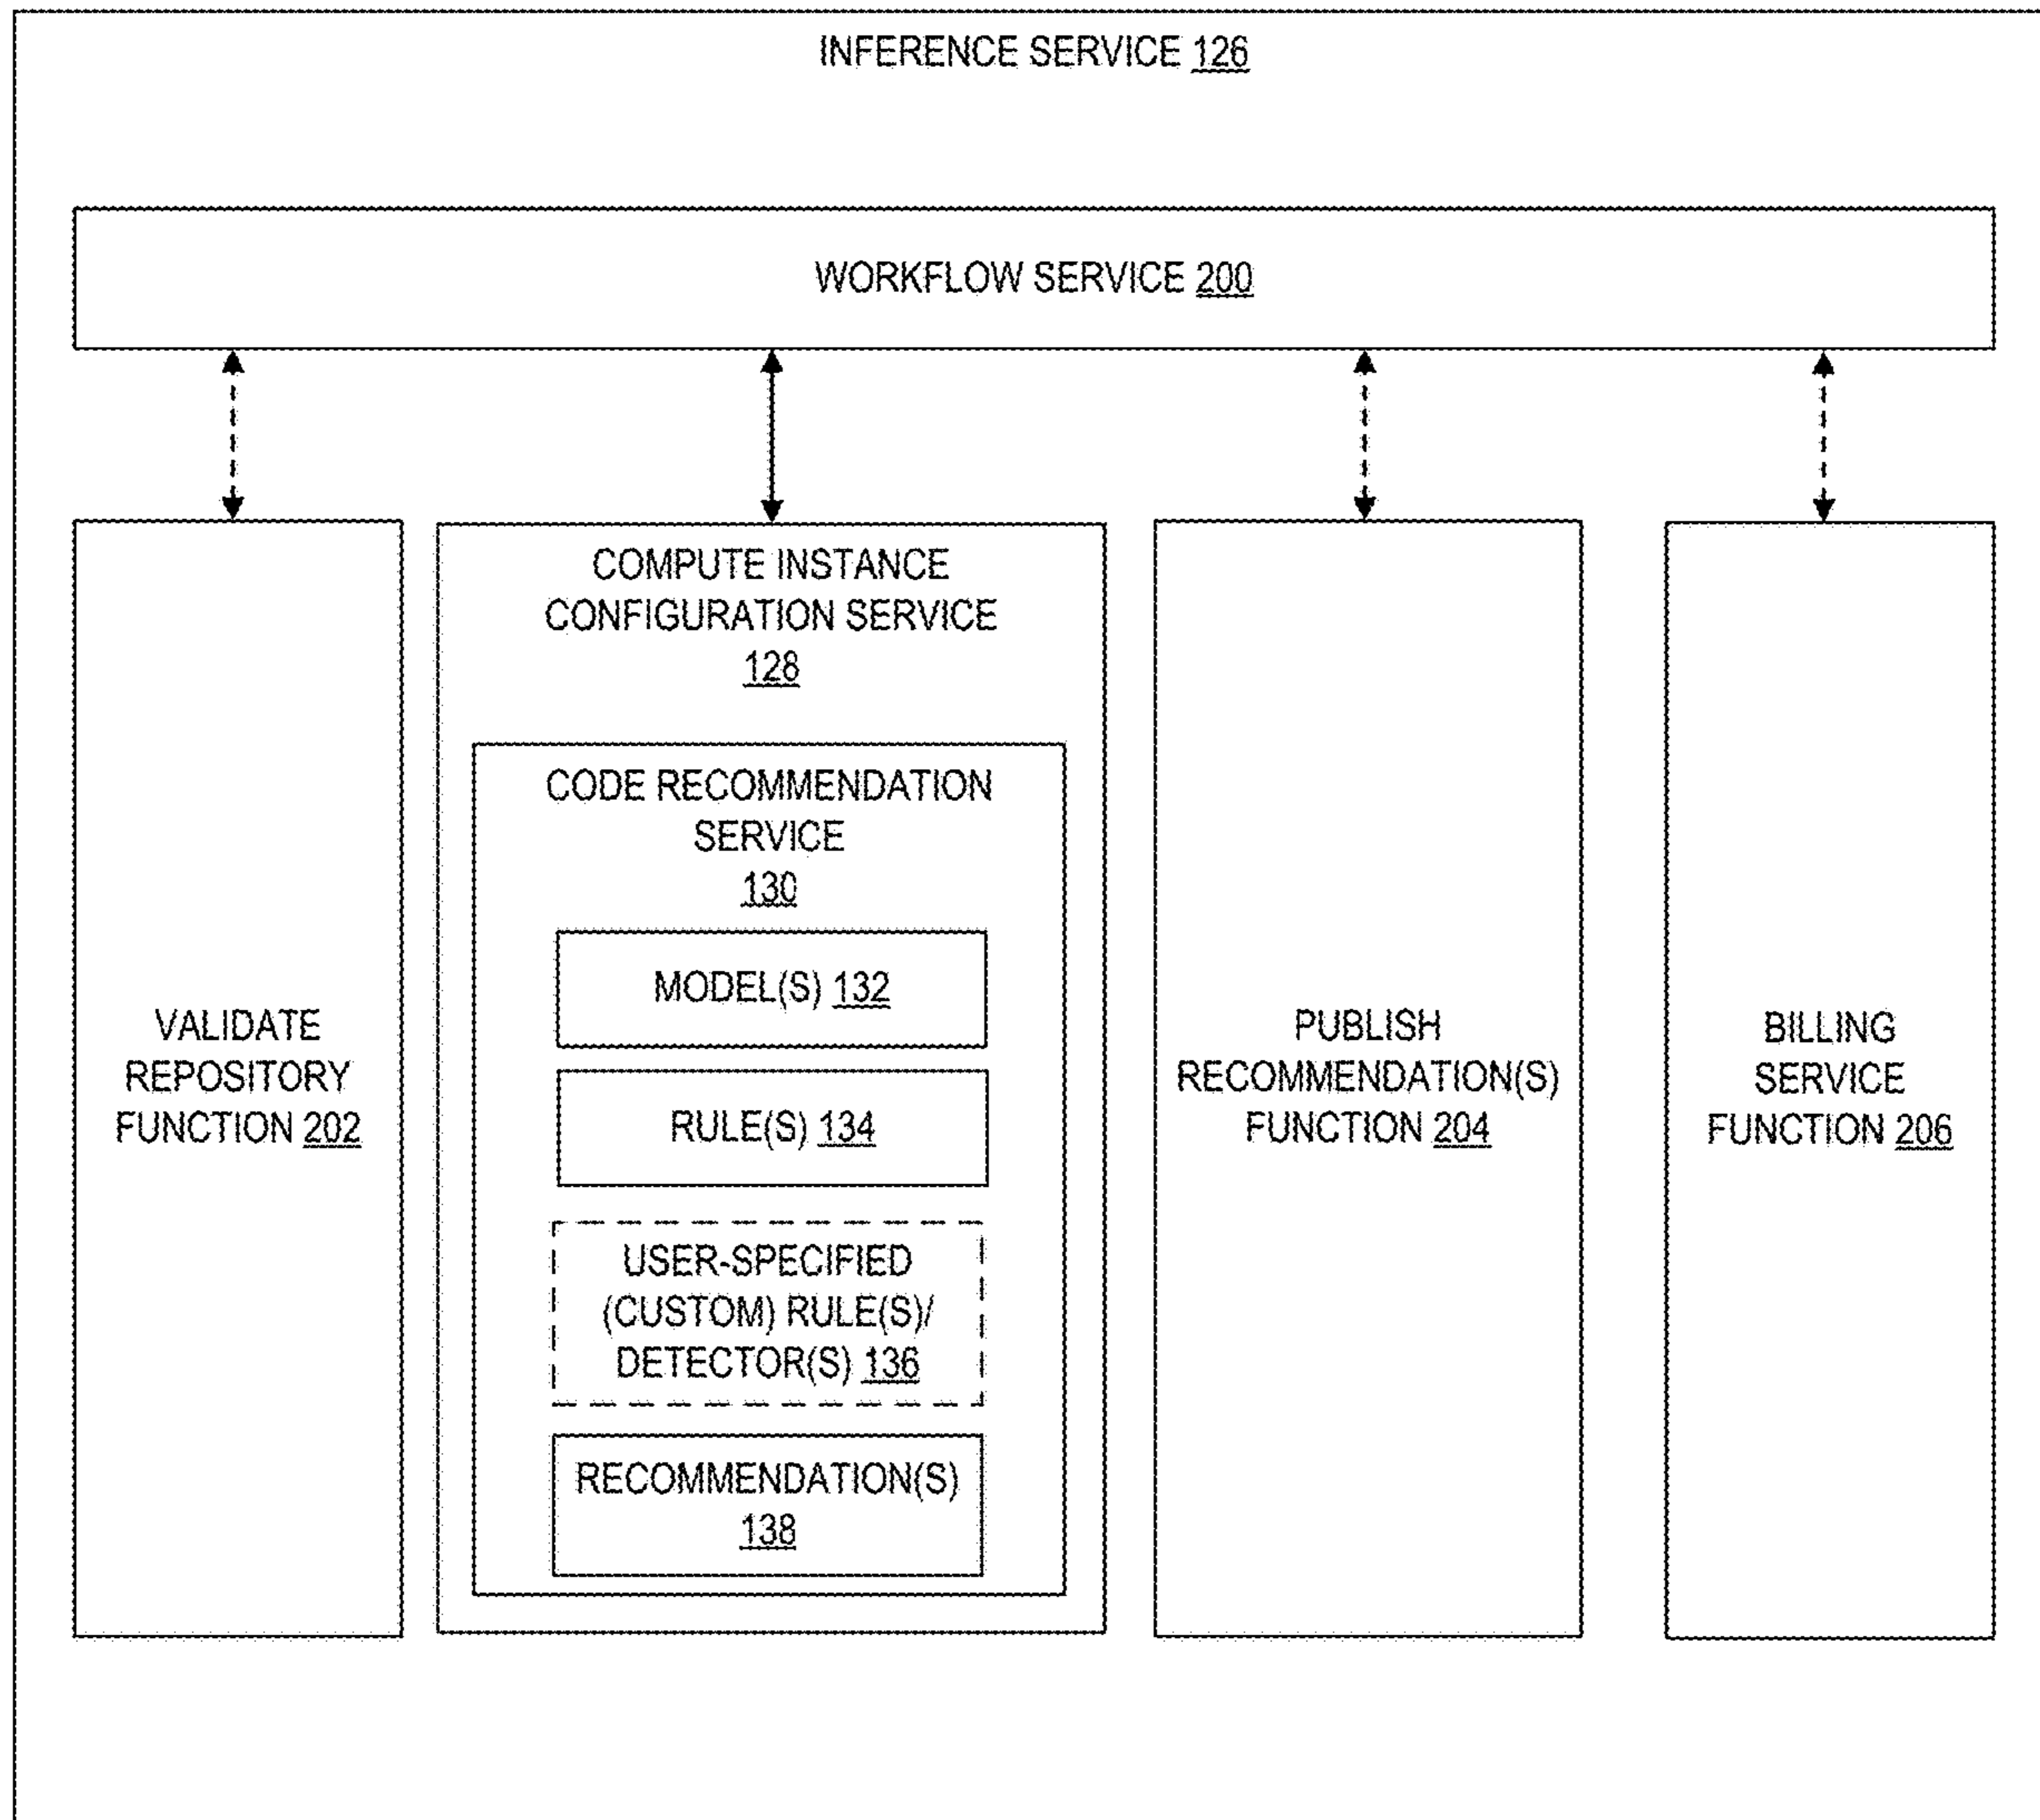 INFERENCE SERVICE 126
WORKFLOW SERVICE 200
VALIDATE
REPOSITORY
FUNCTION 202
COMPUTE INSTANCE
CONFIGURATION SERVICE
128
CODE RECOMMENDATION
SERVICE
130
MODEL(S) 132
RULE(S) 134
USER-SPECIFIED
(CUSTOM) RULE(S)/
DETECTOR(S) 136
RECOMMENDATION(S)
138
PUBLISH
RECOMMENDATION(S)
FUNCTION 204
BILLING
SERVICE
FUNCTION 206